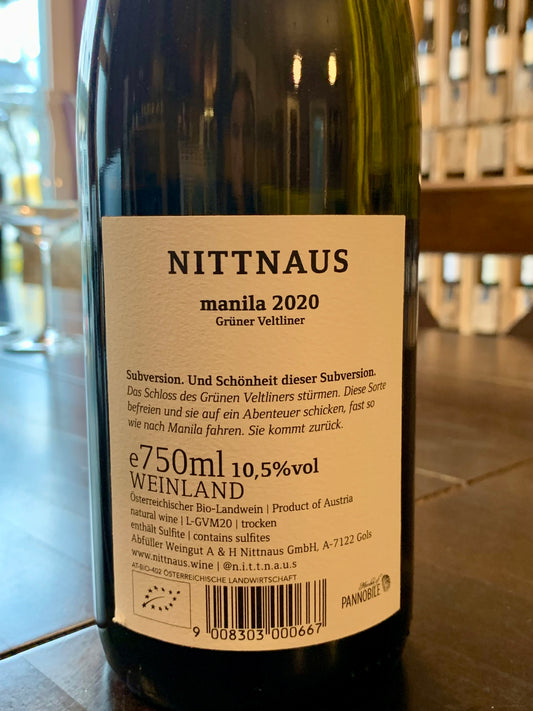 NITTNAUS
manila 2020
Grüner Veltliner
Subversion. Und Schönheit dieser Subversion.
Das Schloss des Grünen Veltliners stürmen. Diese Sorte
befreien und sie auf ein Abenteuer schicken, fast so
wie nach Manila fahren. Sie kommt zurück.
e750ml 10,5%vol
WEINLAND
Österreichischer Bio-Landwein | Product of Austria
natural wine | L-GVM20 | trocken
enthält Sulfite | contains sulfites
Abfüller Weingut A & H Nittnaus GmbH, A-7122 Gols
www.nittnaus.wine | @n.i.t.t.n.a.u.s
AT-BIO-402 ÖSTERREICHISCHE LANDWIRTSCHAFT
PANNOBILE
9 008303 000667